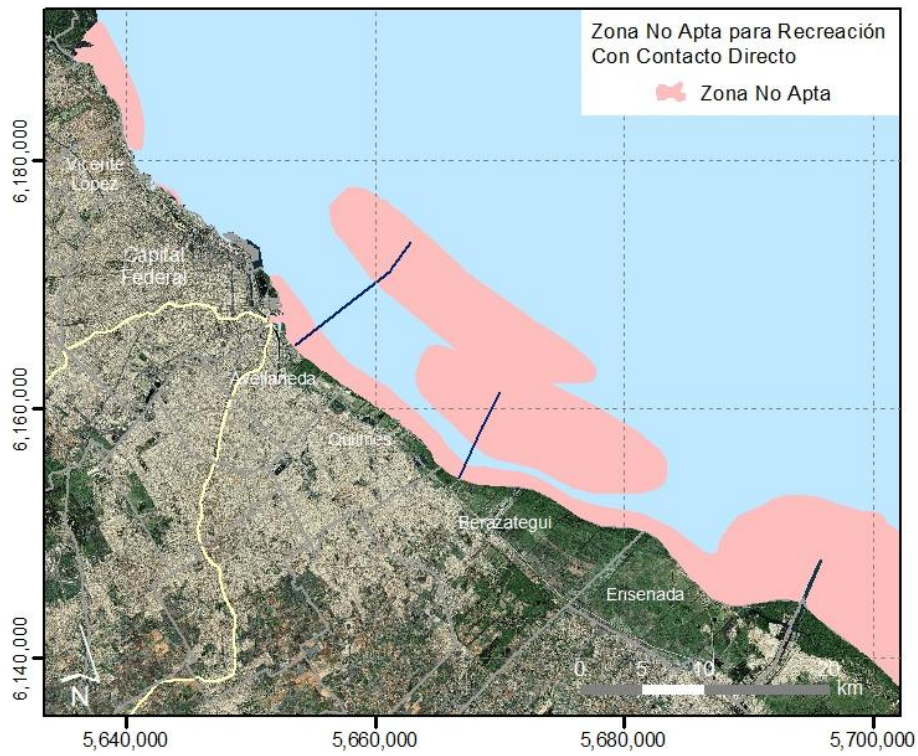 Zona No Apta para Recreación
Con Contacto Directo
Zona No Apta
6,180,000
Vicente
López
Capital
Federal
Avellaneda
6,160,000
Quilmes
Berazategui
Ensenada
6,140,000
N
0 5 10 20
km
5,640,000 5,660,000 5,680,000 5,700,000